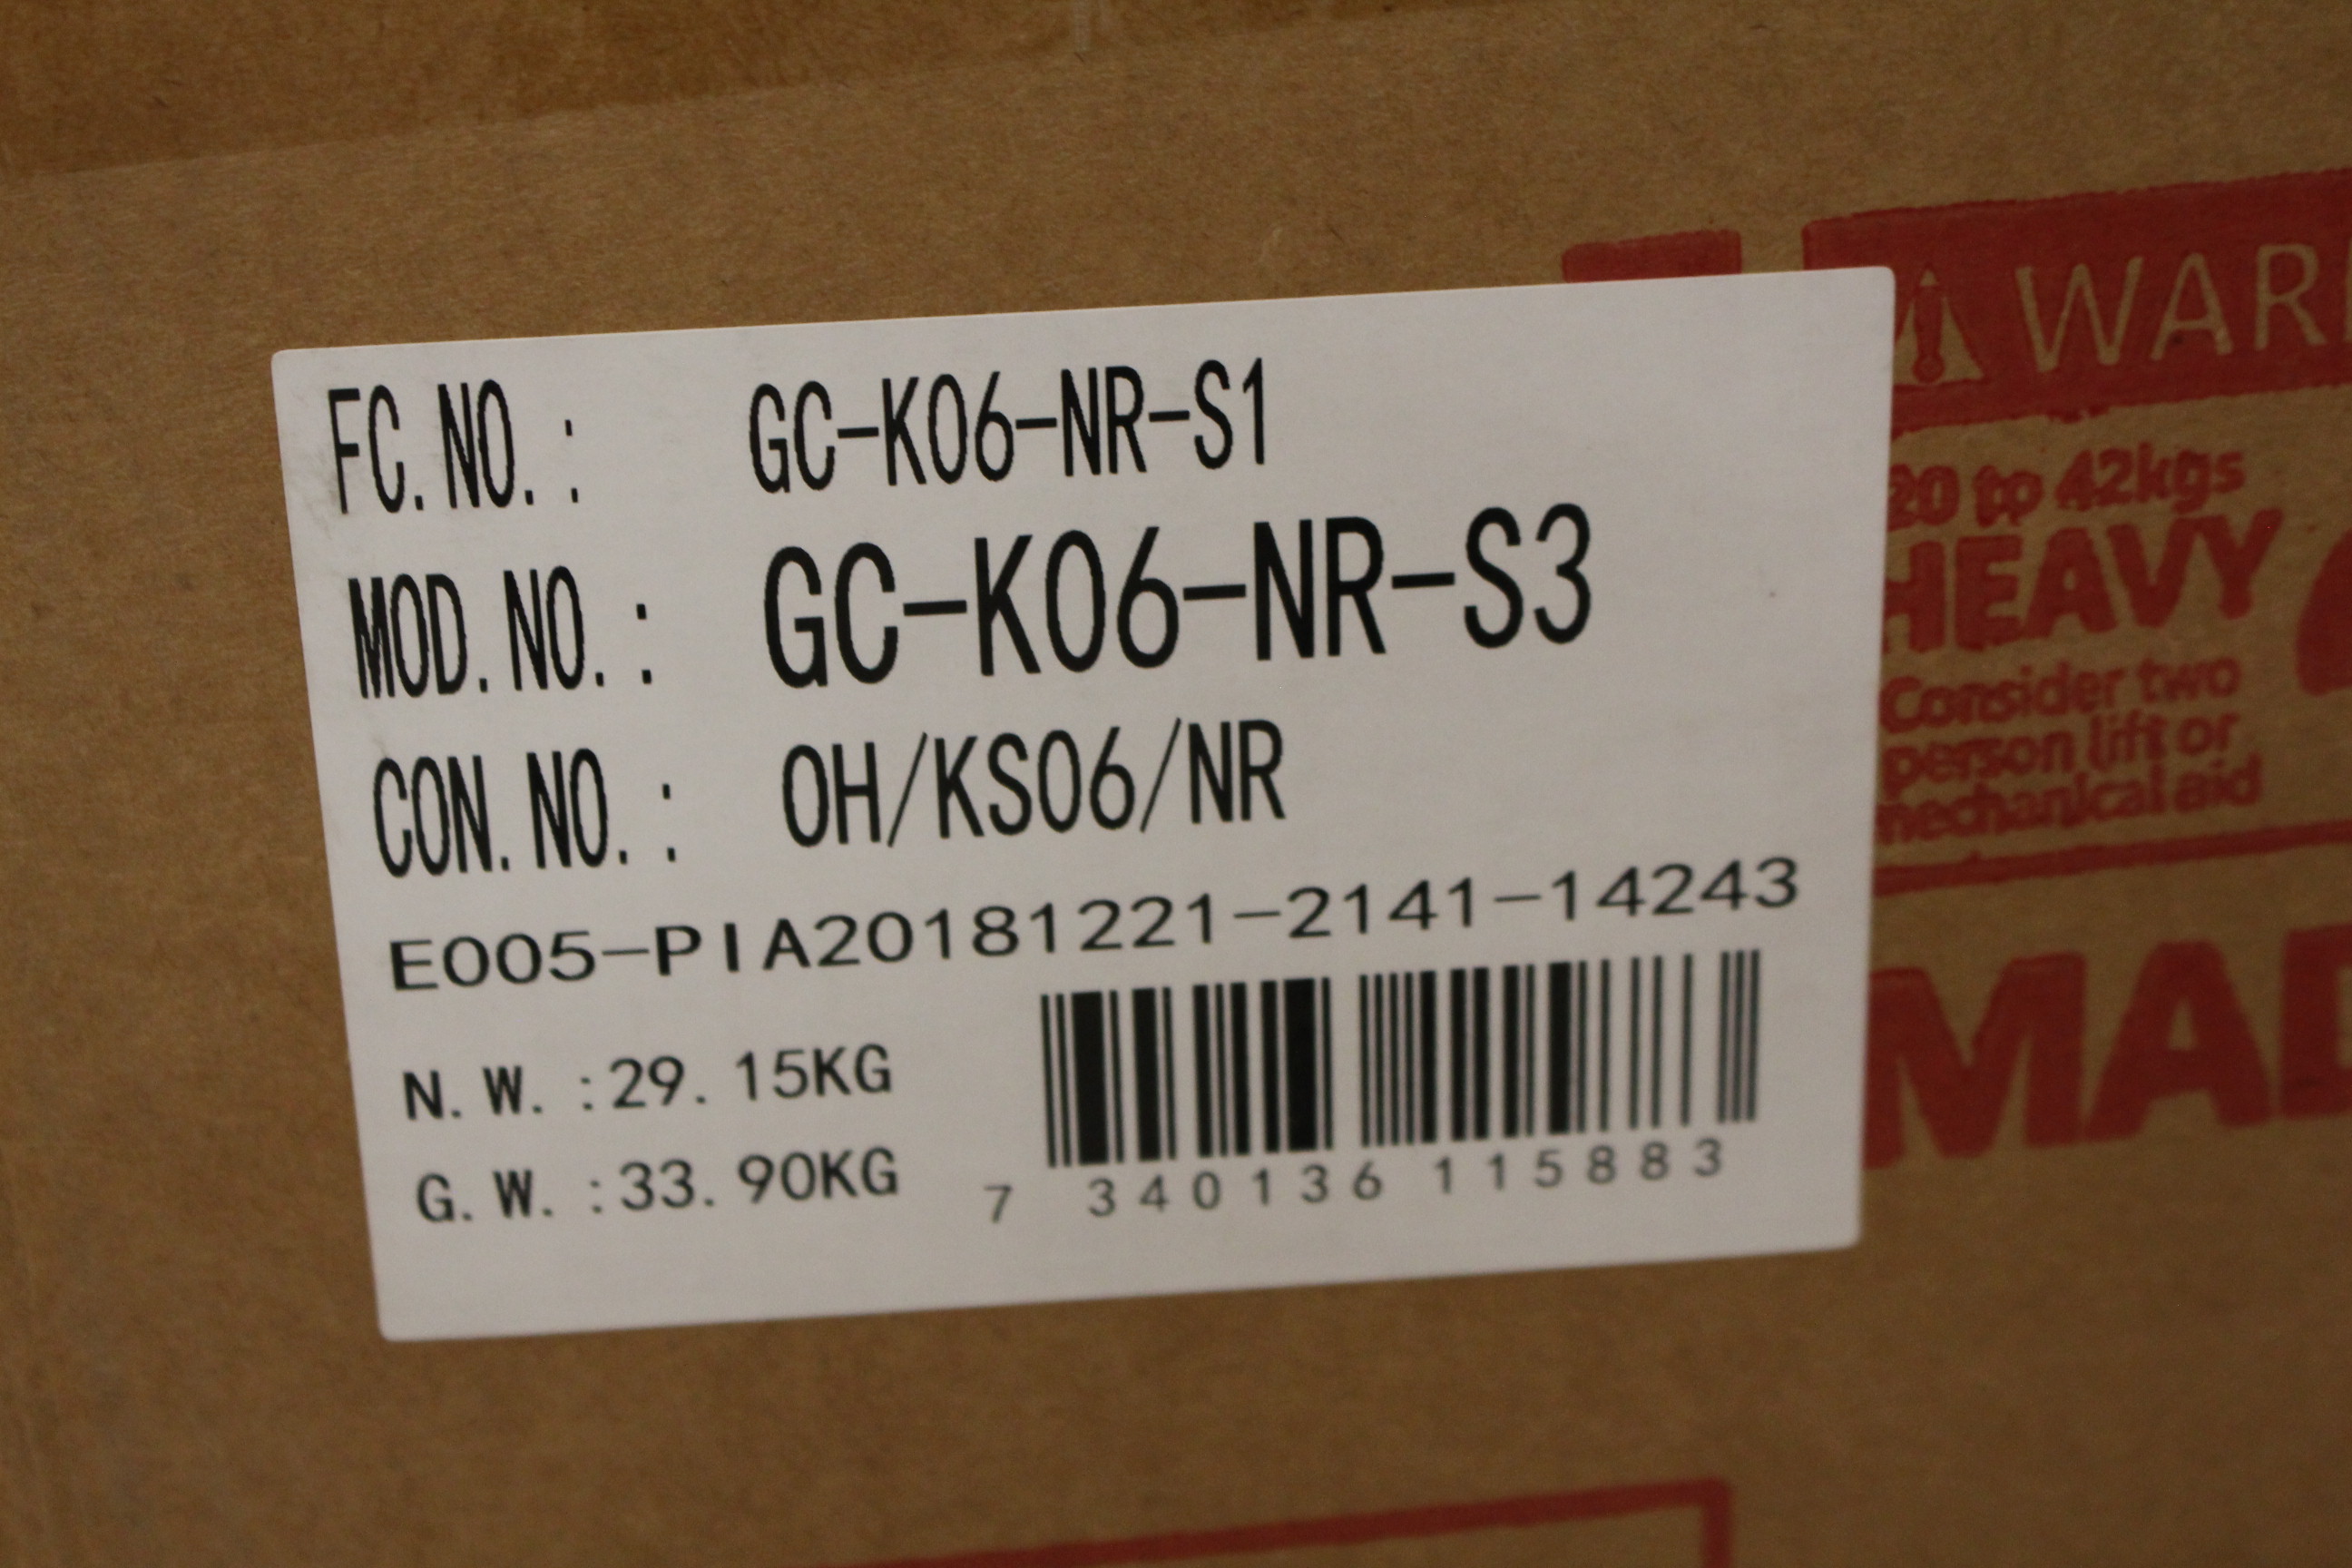 FC.NO.: GC-K06-NR-S1
MOD.NO.: GC-K06-NR-S3
CON.NO.: OH/KS06/NR
E005-PIA20181221-2141-14243
N.W.:29.15KG
G.W.:33.90KG
7 340136 115883
WARN
20 to 42kgs
HEAVY
Consider two
person lift or
mechanical aid
MAD